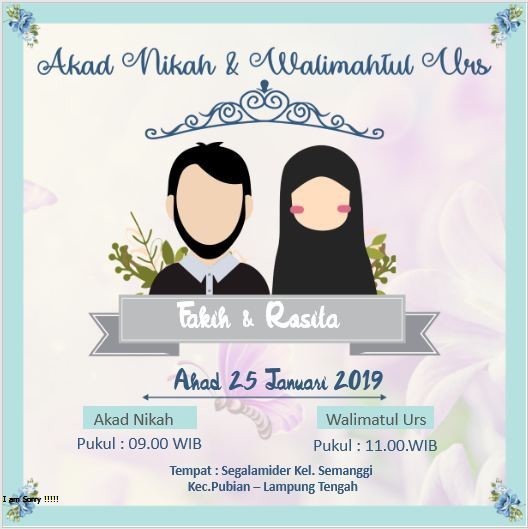 Akad Nikah & Walimahtul Urs
Fakih & Rasita
Ahad 25 Januari 2019
Akad Nikah
Pukul : 09.00 WIB
Walimatul Urs
Pukul : 11.00.WIB
Tempat : Segalamider Kel. Semanggi
Kec.Pubian – Lampung Tengah
I am Sorry !!!!!